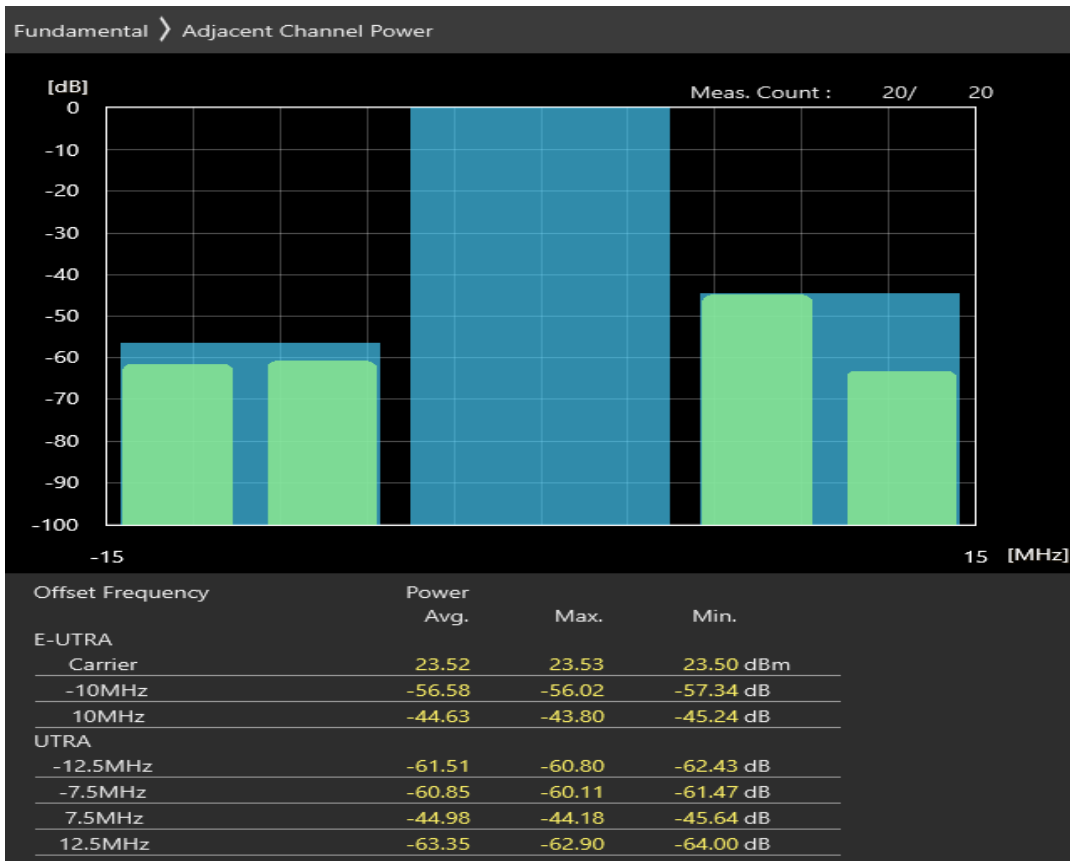 Fundamental 〉 Adjacent Channel Power
[dB]
Meas. Count : 20/ 20
0
-10
-20
-30
-40
-50
-60
-70
-80
-90
-100
-15 15 [MHz]
Offset Frequency Power
Avg. Max. Min.
E-UTRA
Carrier 23.52 23.53 23.50 dBm
-10MHz -56.58 -56.02 -57.34 dB
10MHz -44.63 -43.80 -45.24 dB
UTRA
-12.5MHz -61.51 -60.80 -62.43 dB
-7.5MHz -60.85 -60.11 -61.47 dB
7.5MHz -44.98 -44.18 -45.64 dB
12.5MHz -63.35 -62.90 -64.00 dB